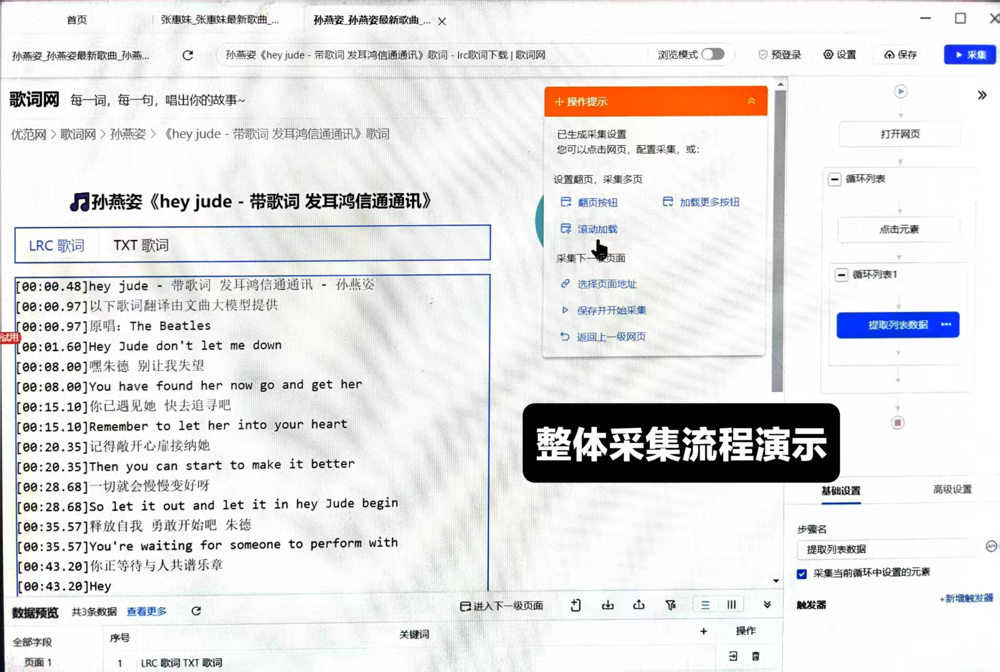 首页
张惠妹_张惠妹最新歌曲_...
孙燕姿_孙燕姿最新歌曲_...
孙燕姿_孙燕姿最新歌曲_孙燕...
孙燕姿《hey jude - 带歌词 发耳鸿信通通讯》歌词 - lrc歌词下载 | 歌词网
浏览模式
预登录
设置
保存
采集
歌词网 每一词，每一句，唱出你的故事~
优范网 > 歌词网 > 孙燕姿 > 《hey jude - 带歌词 发耳鸿信通通讯》歌词
孙燕姿《hey jude - 带歌词 发耳鸿信通通讯》
LRC 歌词 TXT 歌词
[00:00.48]hey jude - 带歌词 发耳鸿信通通讯 - 孙燕姿
[00:00.97]以下歌词翻译由文曲大模型提供
[00:00.97]原唱：The Beatles
[00:01.60]Hey Jude don't let me down
[00:08.00]嘿朱德 别让我失望
[00:08.00]You have found her now go and get her
[00:15.10]你已遇见她 快去追寻吧
[00:15.10]Remember to let her into your heart
[00:20.35]记得敞开心扉接纳她
[00:20.35]Then you can start to make it better
[00:28.68]一切就会慢慢变好呀
[00:28.68]So let it out and let it in hey Jude begin
[00:35.57]释放自我 勇敢开始吧 朱德
[00:35.57]You're waiting for someone to perform with
[00:43.20]你正等待与人共谱乐章
[00:43.20]Hey
试用
操作提示
已生成采集设置
您可以点击网页，配置采集，或：
设置翻页，采集多页
翻页按钮 加载更多按钮
滚动加载
采集下一级页面
选择页面地址
保存并开始采集
返回上一级网页
打开网页
循环列表
点击元素
循环列表1
提取列表数据 ···
整体采集流程演示
基础设置 高级设置
步骤名
提取列表数据
采集当前循环中设置的元素
触发器 +新增触发器
数据预览 共3条数据 查看更多
进入下一级页面
全部字段
页面 1
序号 关键词 + 操作
1 LRC 歌词 TXT 歌词